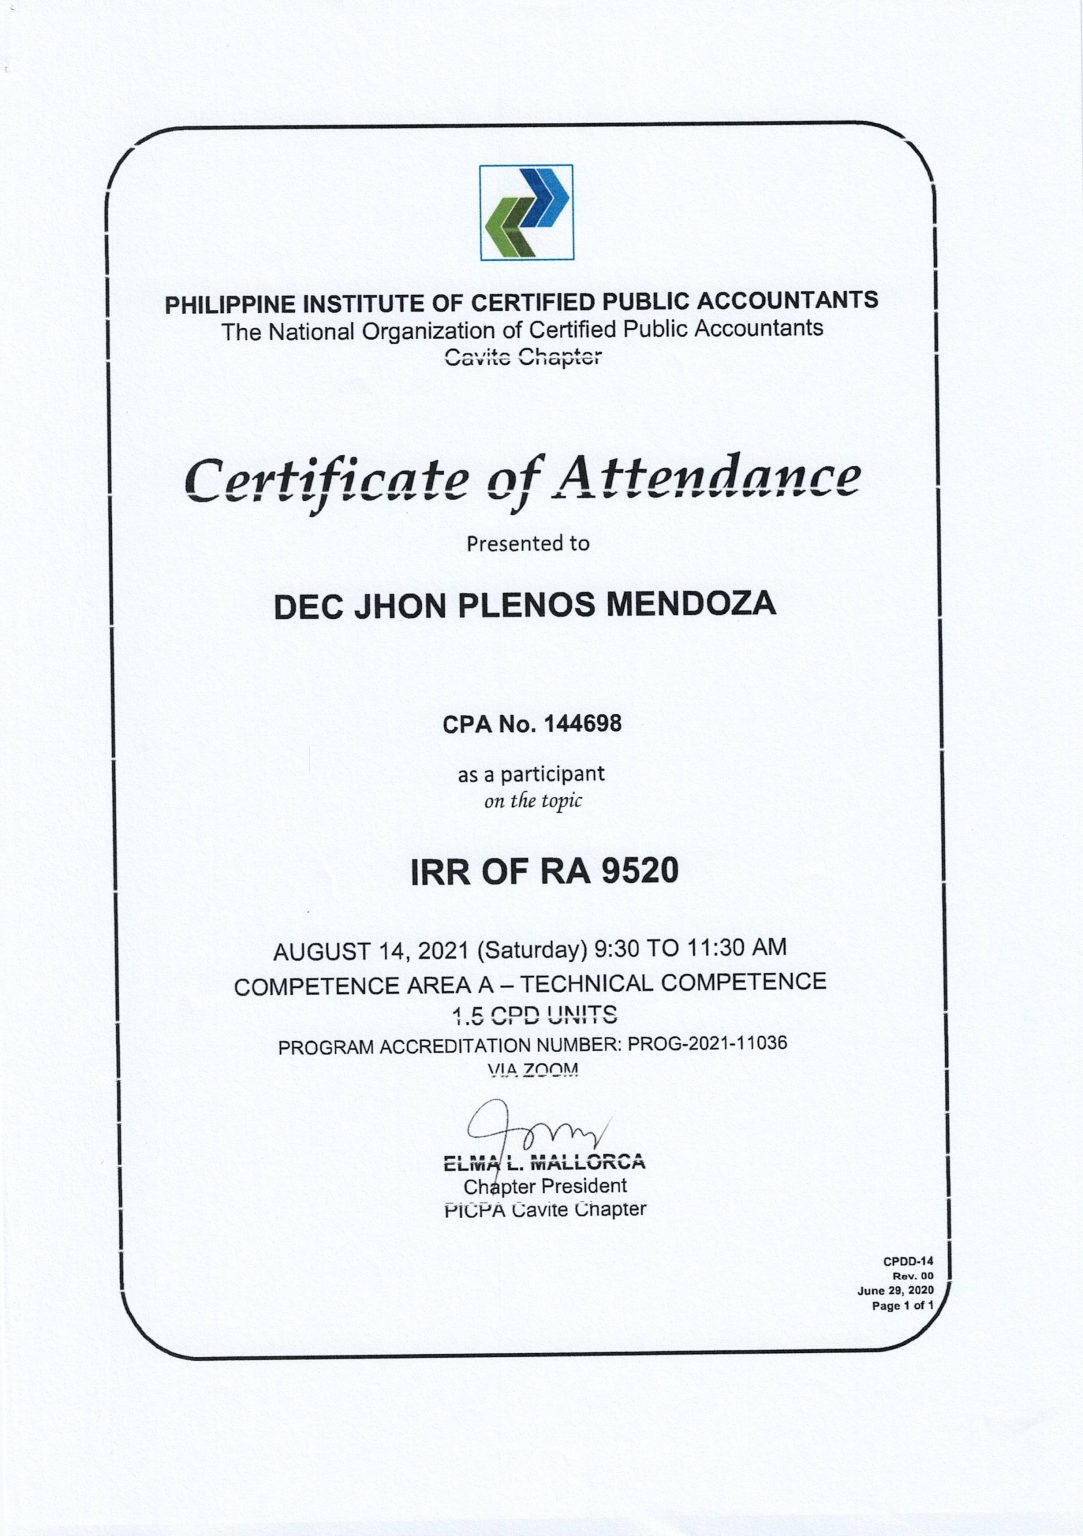 PHILIPPINE INSTITUTE OF CERTIFIED PUBLIC ACCOUNTANTS
The National Organization of Certified Public Accountants
Cavite Chapter
Certificate of Attendance
Presented to
DEC JHON PLENOS MENDOZA
CPA No. 144698
as a participant
on the topic
IRR OF RA 9520
AUGUST 14, 2021 (Saturday) 9:30 TO 11:30 AM
COMPETENCE AREA A – TECHNICAL COMPETENCE
1.5 CPD UNITS
PROGRAM ACCREDITATION NUMBER: PROG-2021-11036
VIA ZOOM
ELMA L. MALLORCA
Chapter President
PICPA Cavite Chapter
CPDD-14
Rev. 00
June 29, 2020
Page 1 of 1